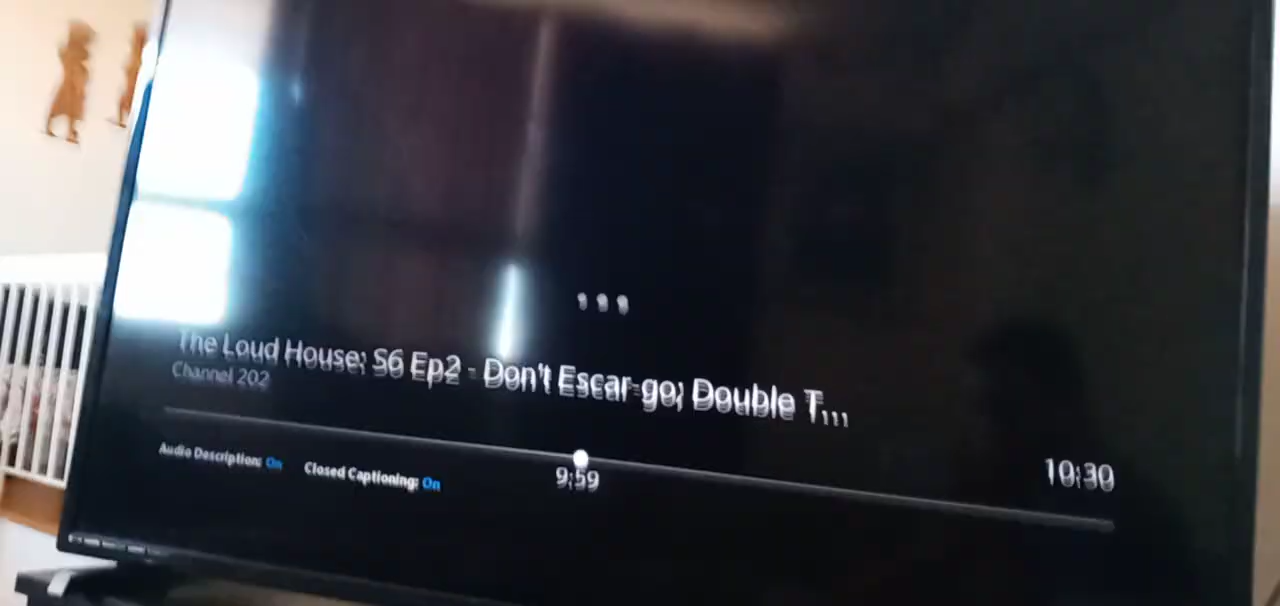 The Loud House: S6 Ep2 - Don't Escar-go; Double T...
Channel 202
Audio Description: On Closed Captioning: On
9:59
10:30